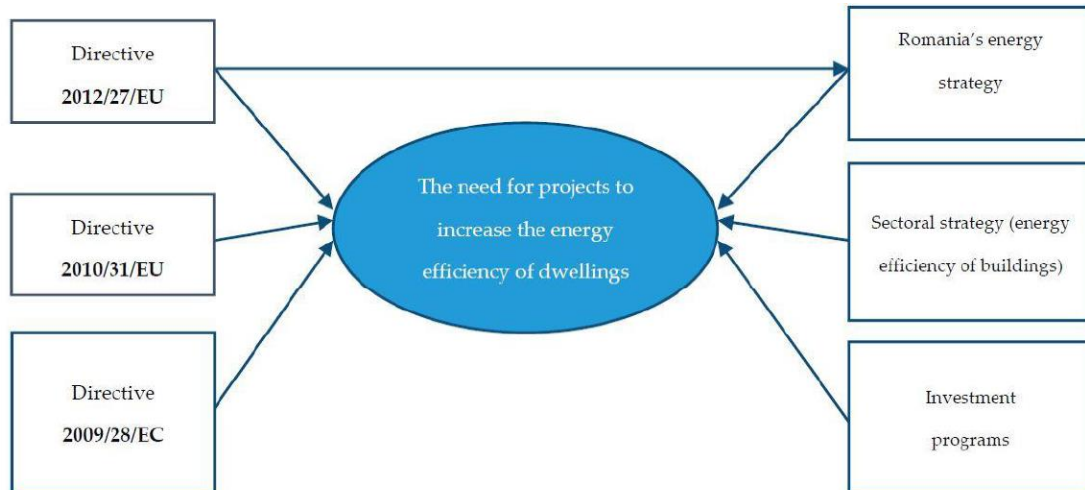 Directive
2012/27/EU
Directive
2010/31/EU
Directive
2009/28/EC
The need for projects to
increase the energy
efficiency of dwellings
Romania's energy
strategy
Sectoral strategy (energy
efficiency of buildings)
Investment
programs